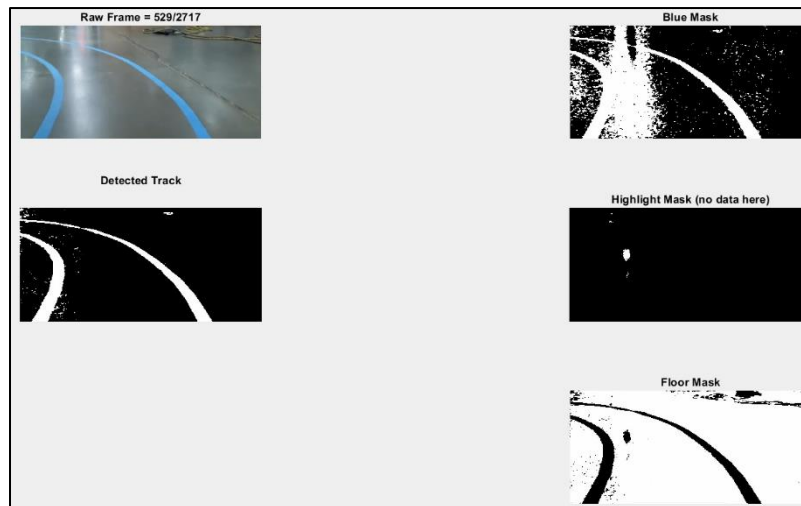 Raw Frame = 529/2717
Blue Mask
Detected Track
Highlight Mask (no data here)
Floor Mask